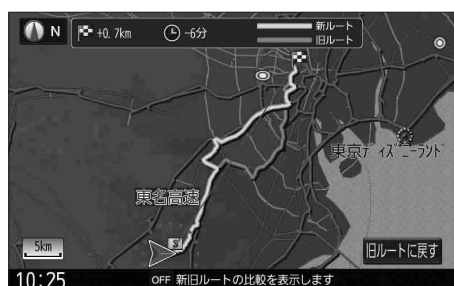 N +0.7km -6分 新ルート
旧ルート
東京ディズニーランド
東名高速
S
5km
旧ルートに戻す
10:25 OFF 新旧ルートの比較を表示します